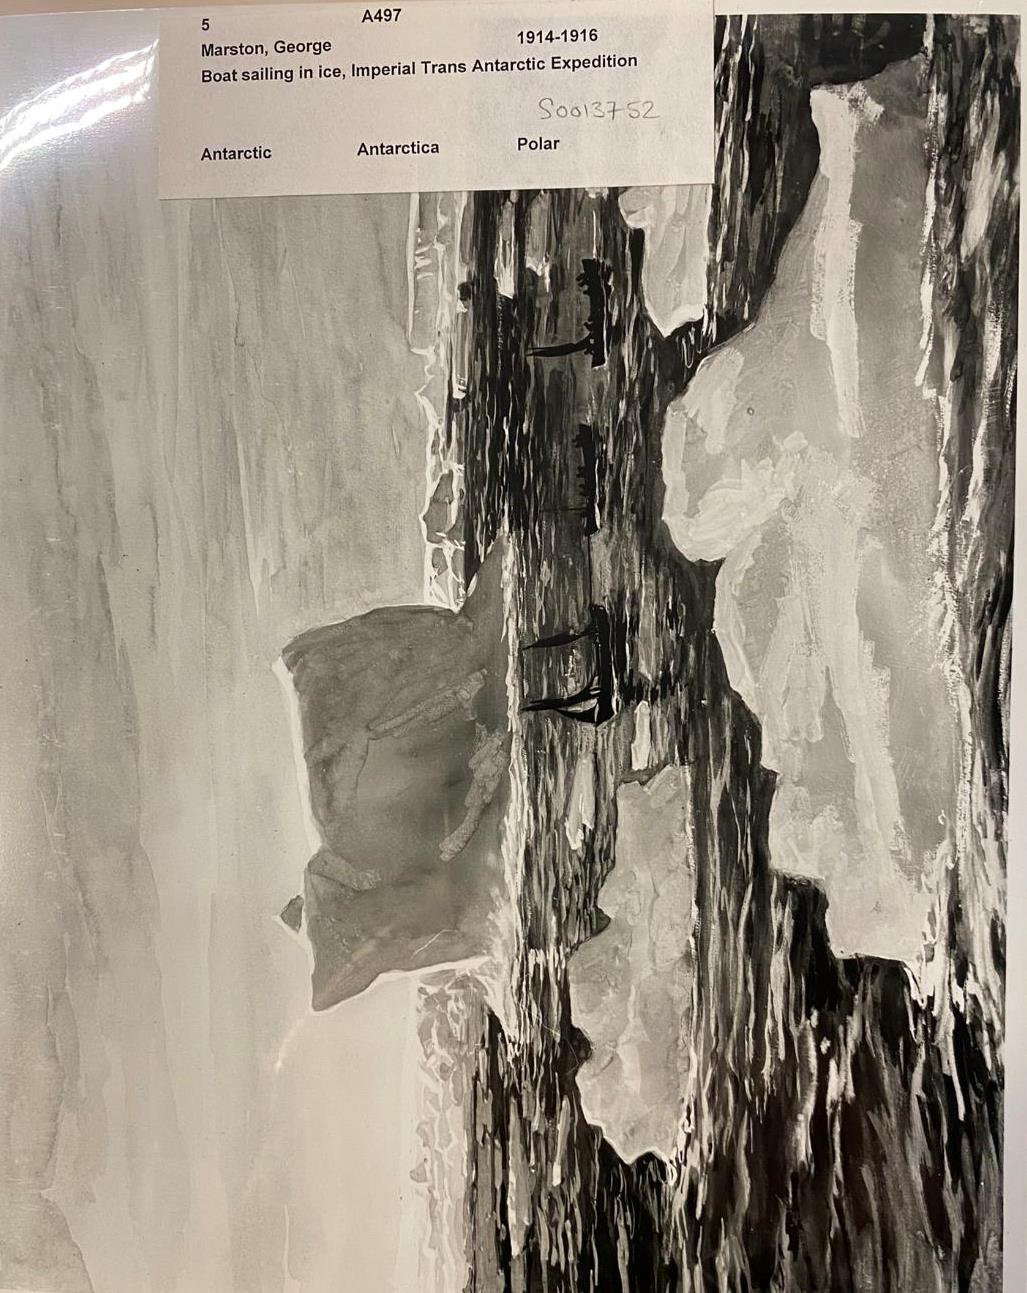 5 A497
Marston, George 1914-1916
Boat sailing in ice, Imperial Trans Antarctic Expedition
S0013752
Antarctic Antarctica Polar